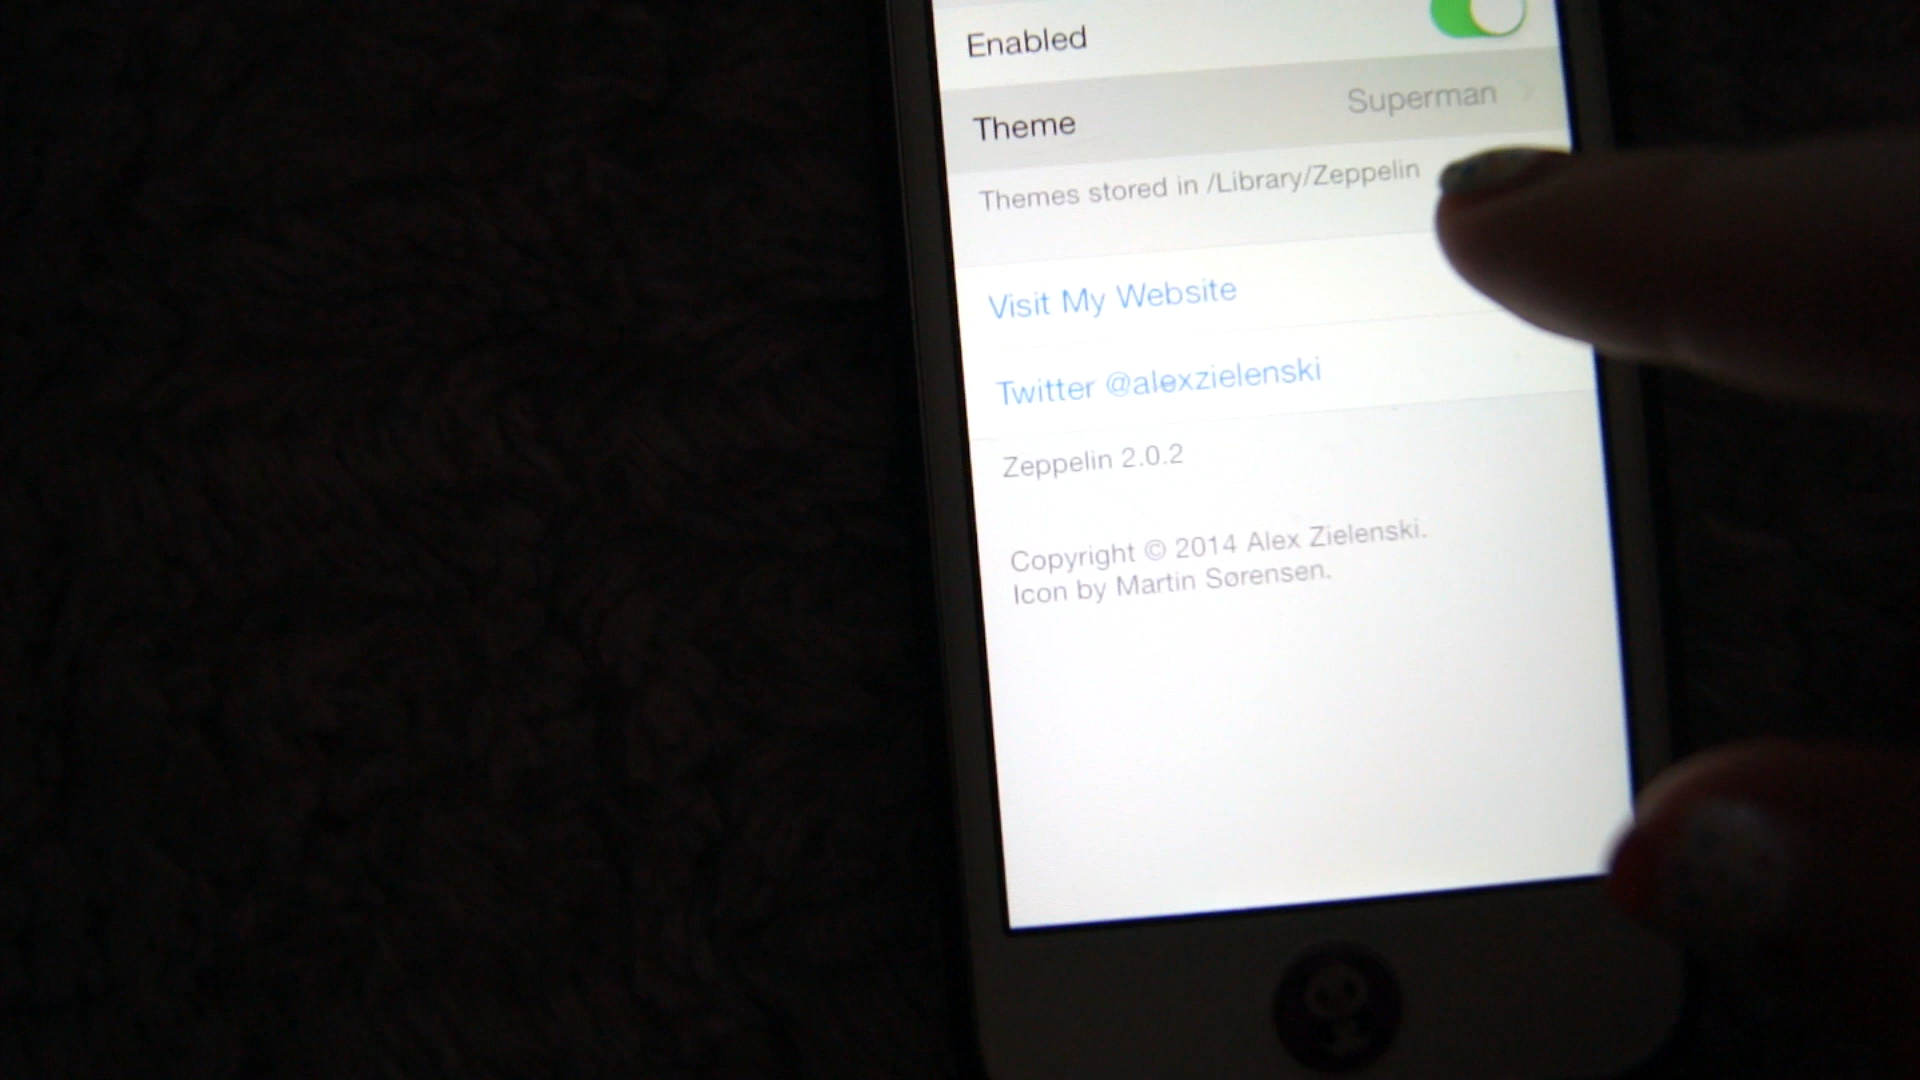 Enabled
Theme Superman
Themes stored in /Library/Zeppelin
Visit My Website
Twitter @alexzielenski
Zeppelin 2.0.2
Copyright © 2014 Alex Zielenski.
Icon by Martin Sørensen.